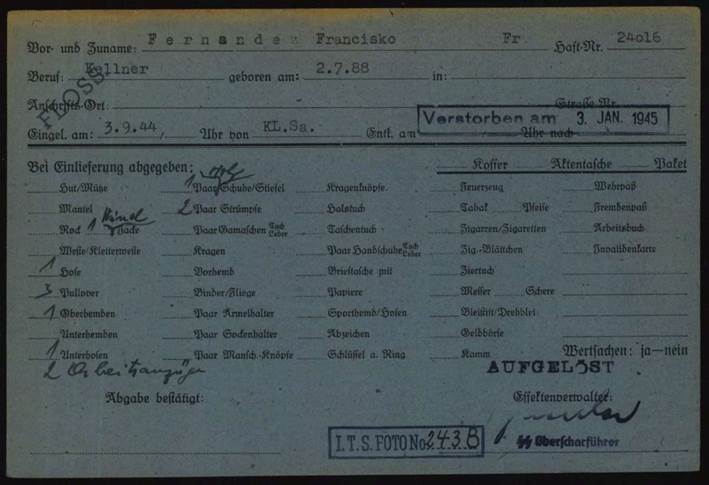 Vor- und Zuname: Fernandez Francisko Fr Haft-Nr. 24016
Beruf: Kellner geboren am: 2.7.88 in:
FLOSS.
Anschrifts-Ort: Straße Nr.
Eingel. am: 3.9.44, Uhr von KL.Sa. Entl. am Uhr nach
Verstorben am 3. JAN. 1945
Bei Einlieferung abgegeben: Koffer Aktentasche Paket
Hut/Mütze 1 Paar Schuhe/Stiefel Kragenknöpfe Feuerzeug Wehrpaß
Mantel 2 Paar Strümpfe Halstuch Tabak Pfeife Fremdenpaß
Rock 1 Jacke Paar Gamaschen Tuch Leder Taschentuch Zigarren/Zigaretten Arbeitsbuch
Weste/Kletterweste Kragen Paar Handschuhe Tuch Leder Zig.-Blättchen Invalidenkarte
1 Hose Vorhemd Brieftasche mit Ziertuch
3 Pullover Binder/Fliege Papiere Messer Schere
1 Oberhemden Paar Ärmelhalter Sporthemd/Hosen Bleistift/Drehblei
Unterhemden Paar Sockenhalter Abzeichen Geldbörse
1 Unterhosen Paar Mansch.-Knöpfe Schlüssel a. Ring Kamm Wertsachen: ja—nein
2 Arbeitsanzüge AUFGELÖST
Abgabe bestätigt: Effektenverwalter:
I.T.S. FOTO No 243 B
SS Oberscharführer